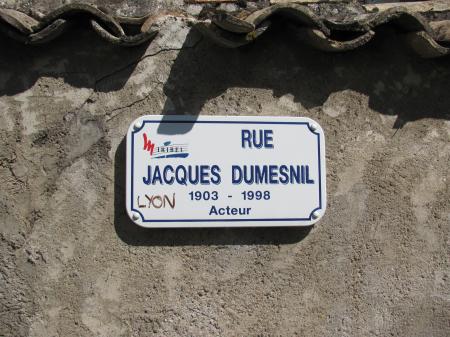 RUE
JACQUES DUMESNIL
LYON
1903 - 1998
Acteur